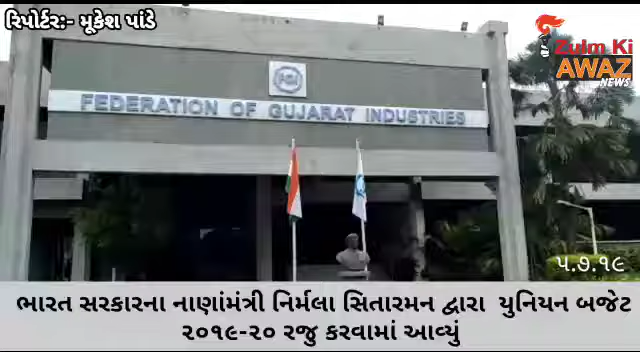 રિપોર્ટર:- મૂકેશ પાંડે
Zulm Ki
AWAZ
NEWS
FGI
FEDERATION OF GUJARAT INDUSTRIES
૫.૭.૧૯
ભારત સરકારના નાણાંમંત્રી નિર્મલા સિતારમન દ્વારા યુનિયન બજેટ
૨૦૧૯-૨૦ રજુ કરવામાં આવ્યું